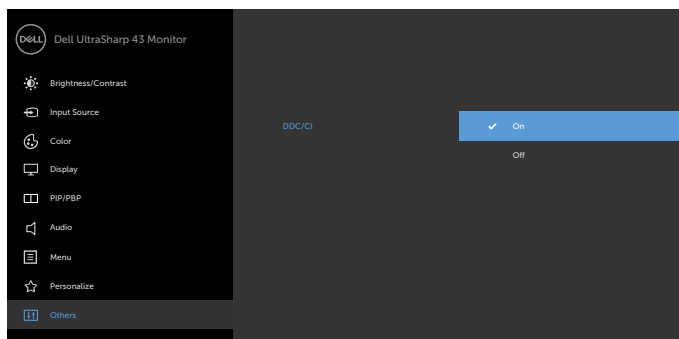 DELL Dell UltraSharp 43 Monitor
Brightness/Contrast
Input Source
Color
Display
PIP/PBP
Audio
Menu
Personalize
Others
DDC/CI
On
Off